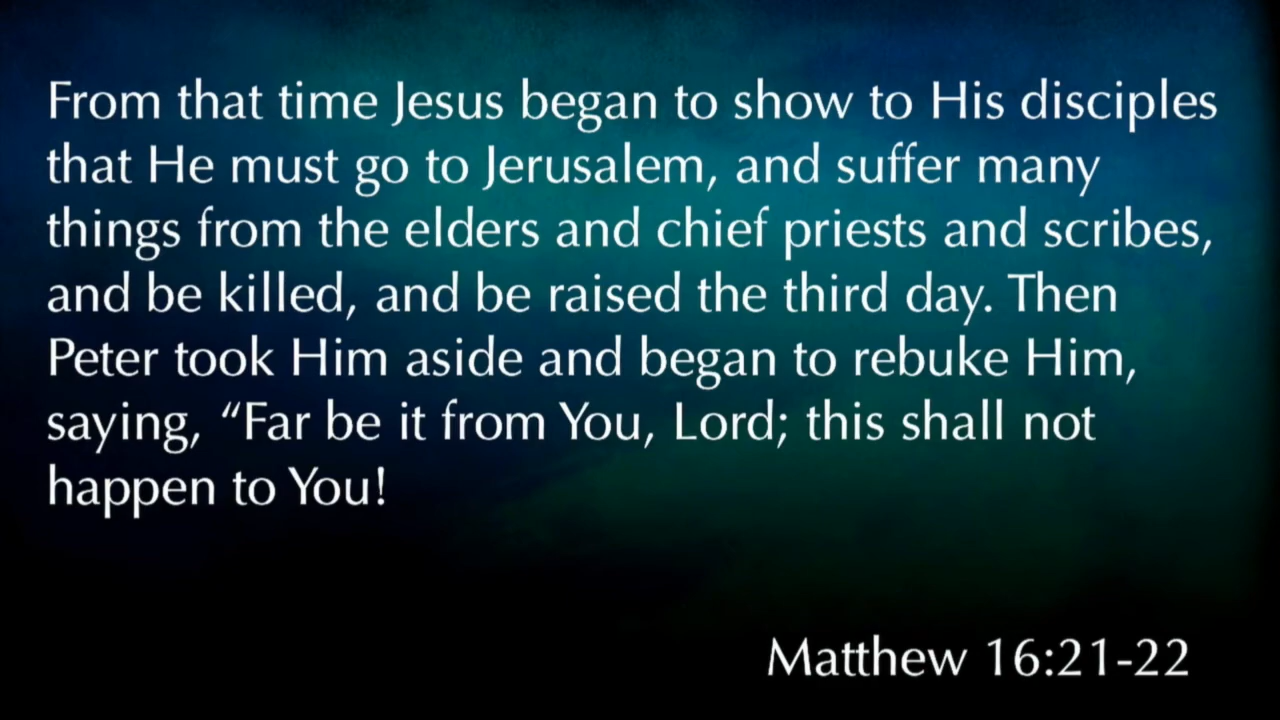 From that time Jesus began to show to His disciples
that He must go to Jerusalem, and suffer many
things from the elders and chief priests and scribes,
and be killed, and be raised the third day. Then
Peter took Him aside and began to rebuke Him,
saying, “Far be it from You, Lord; this shall not
happen to You!
Matthew 16:21-22